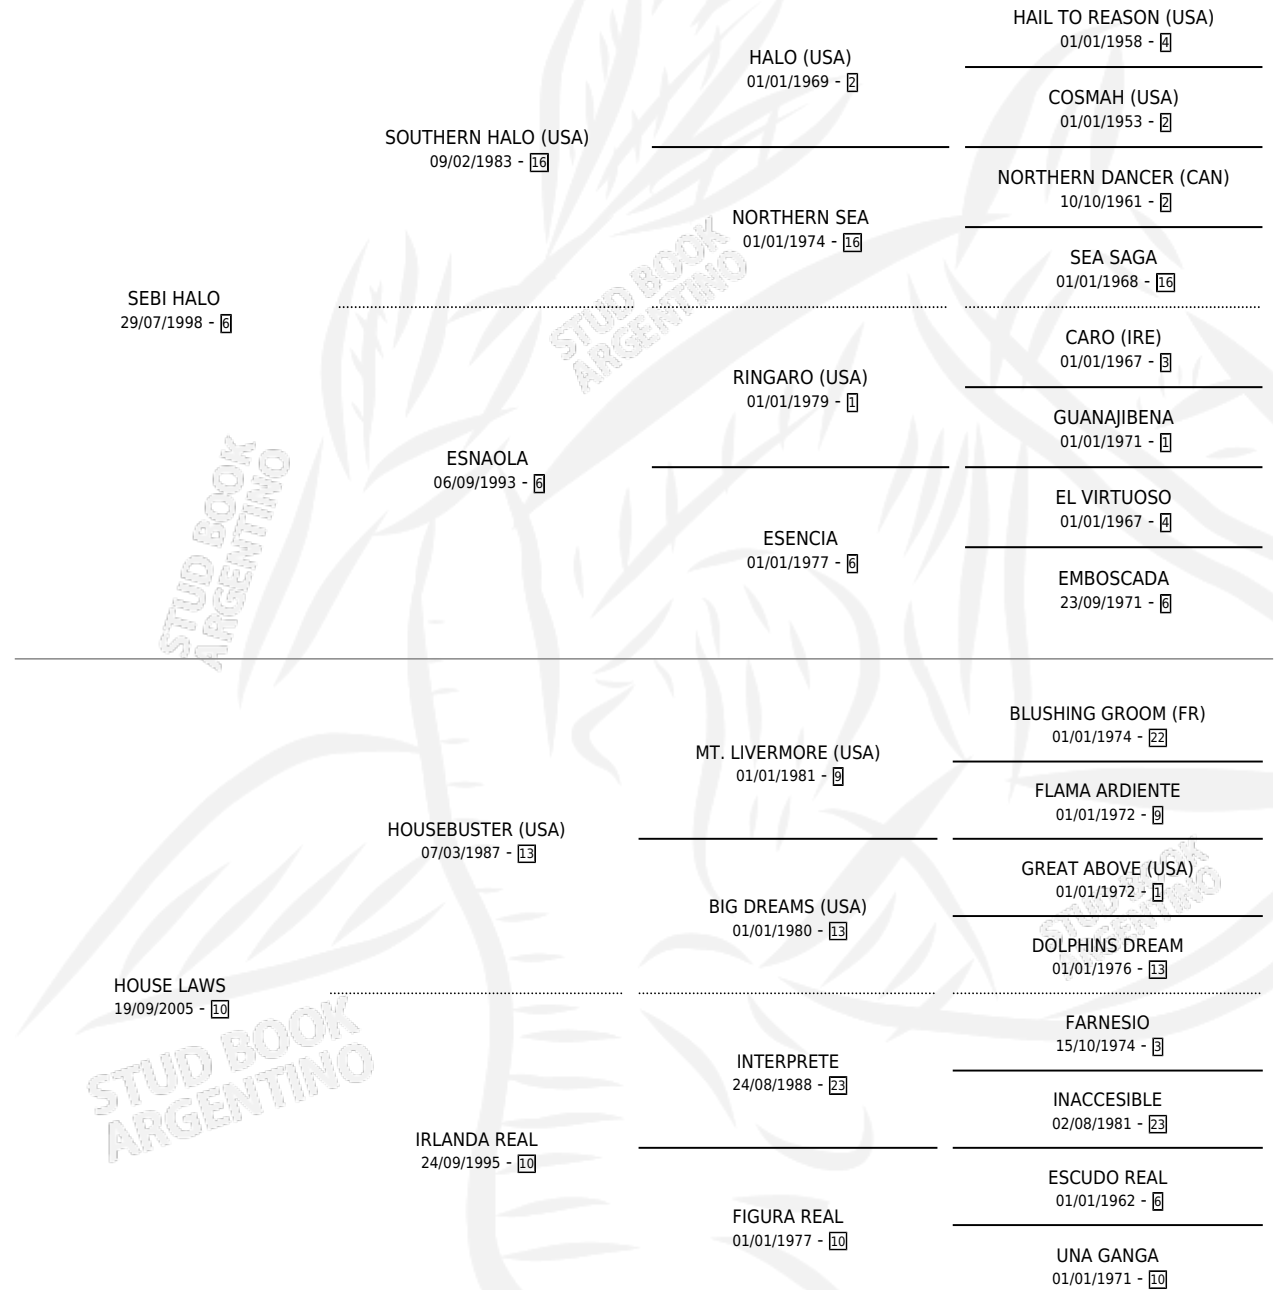 HAIL TO REASON (USA)
01/01/1958 - 4
HALO (USA)
01/01/1969 - 2
COSMAH (USA)
01/01/1953 - 2
SOUTHERN HALO (USA)
09/02/1983 - 16
NORTHERN DANCER (CAN)
10/10/1961 - 2
NORTHERN SEA
01/01/1974 - 16
SEA SAGA
01/01/1968 - 16
SEBI HALO
29/07/1998 - 6
STUD BOOK
ARGENTINO
CARO (IRE)
01/01/1967 - 3
RINGARO (USA)
01/01/1979 - 1
GUANAJIBENA
01/01/1971 - 1
ESNAOLA
06/09/1993 - 6
EL VIRTUOSO
01/01/1967 - 4
ESENCIA
01/01/1977 - 6
EMBOSCADA
23/09/1971 - 6
STUD BOOK
ARGENTINO
BLUSHING GROOM (FR)
01/01/1974 - 22
MT. LIVERMORE (USA)
01/01/1981 - 9
FLAMA ARDIENTE
01/01/1972 - 9
HOUSEBUSTER (USA)
07/03/1987 - 13
GREAT ABOVE (USA)
01/01/1972 - 1
BIG DREAMS (USA)
01/01/1980 - 13
STUD BOOK
ARGENTINO
DOLPHINS DREAM
01/01/1976 - 13
HOUSE LAWS
19/09/2005 - 10
STUD BOOK
ARGENTINO
FARNESIO
15/10/1974 - 3
INTERPRETE
24/08/1988 - 23
INACCESIBLE
02/08/1981 - 23
IRLANDA REAL
24/09/1995 - 10
ESCUDO REAL
01/01/1962 - 6
FIGURA REAL
01/01/1977 - 10
UNA GANGA
01/01/1971 - 10